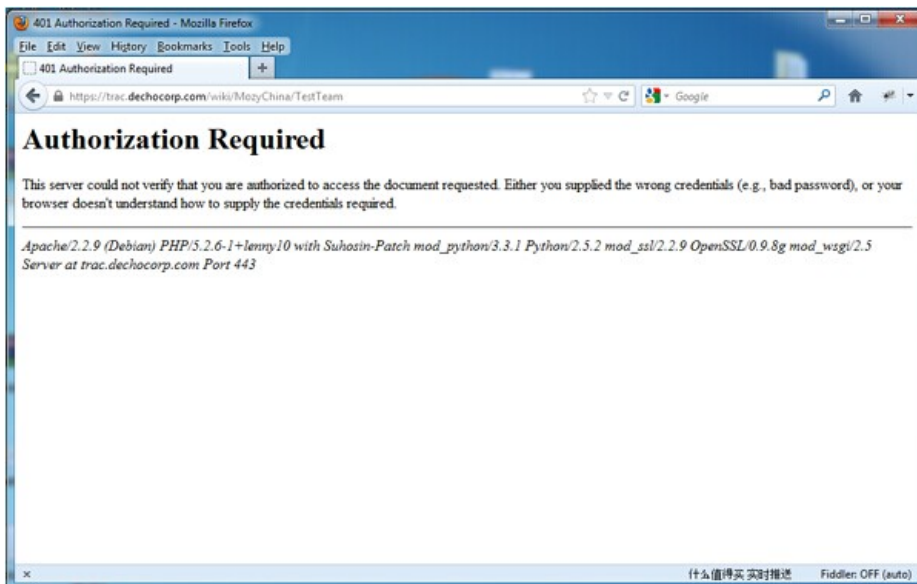 401 Authorization Required - Mozilla Firefox
File Edit View History Bookmarks Tools Help
401 Authorization Required
https://trac.dechocorp.com/wiki/MozyChina/TestTeam
Google
Authorization Required
This server could not verify that you are authorized to access the document requested. Either you supplied the wrong credentials (e.g., bad password), or your
browser doesn't understand how to supply the credentials required.
Apache/2.2.9 (Debian) PHP/5.2.6-1+lenny10 with Suhosin-Patch mod_python/3.3.1 Python/2.5.2 mod_ssl/2.2.9 OpenSSL/0.9.8g mod_wsgi/2.5
Server at trac.dechocorp.com Port 443
什么值得买 实时推送 Fiddler: OFF (auto)